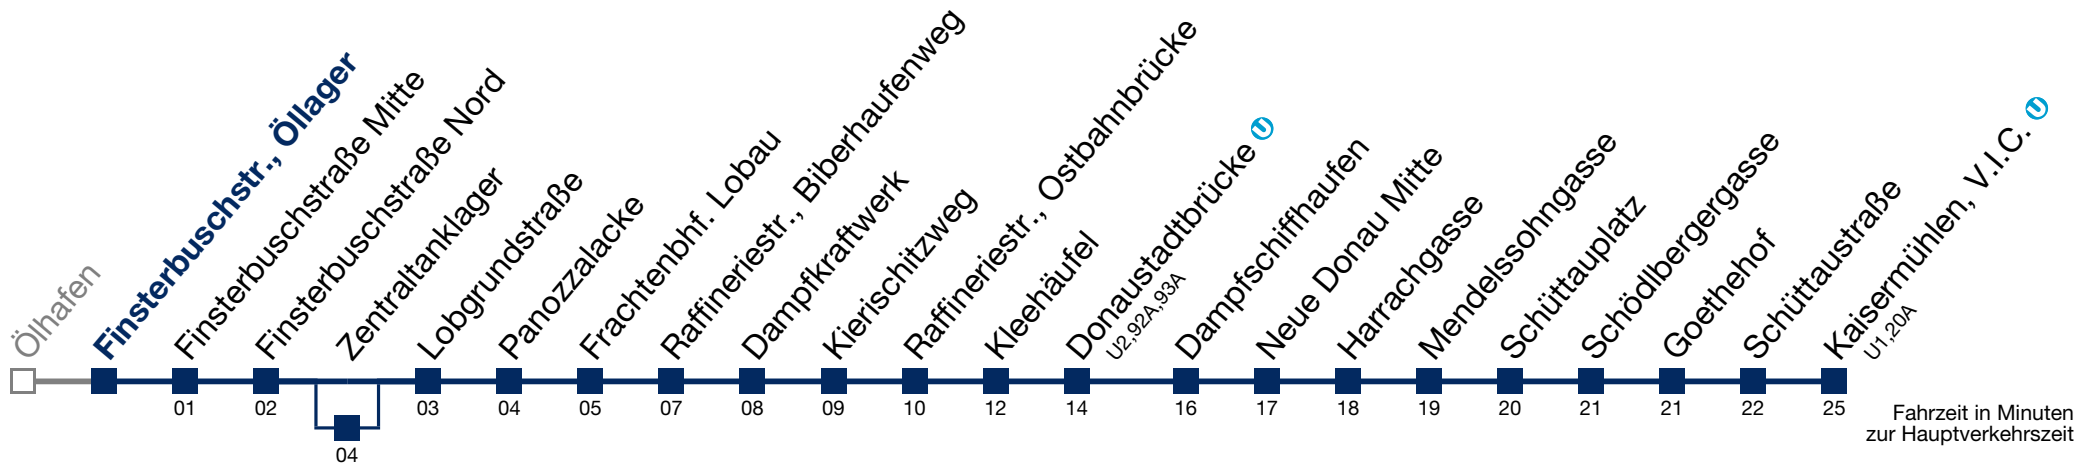 Ölhafen
Finsterbuschstr., Öllager
Finsterbuschstraße Mitte
01
Finsterbuschstraße Nord
02
Zentraltanklager
04
Lobgrundstraße
03
Panozzalacke
04
Frachtenbhf. Lobau
05
Raffineriestr., Biberhaufenweg
07
Dampfkraftwerk
08
Kierischitzweg
09
Raffineriestr., Ostbahnbrücke
10
Kleehäufel
12
Donaustadtbrücke U
U2,92A,93A
14
Dampfschiffhaufen
16
Neue Donau Mitte
17
Harrachgasse
18
Mendelssohngasse
19
Schüttauplatz
20
Schödlbergergasse
21
Goethehof
21
Schüttaustraße
22
Kaisermühlen, V.I.C. U
U1,20A
25
Fahrzeit in Minuten
zur Hauptverkehrszeit